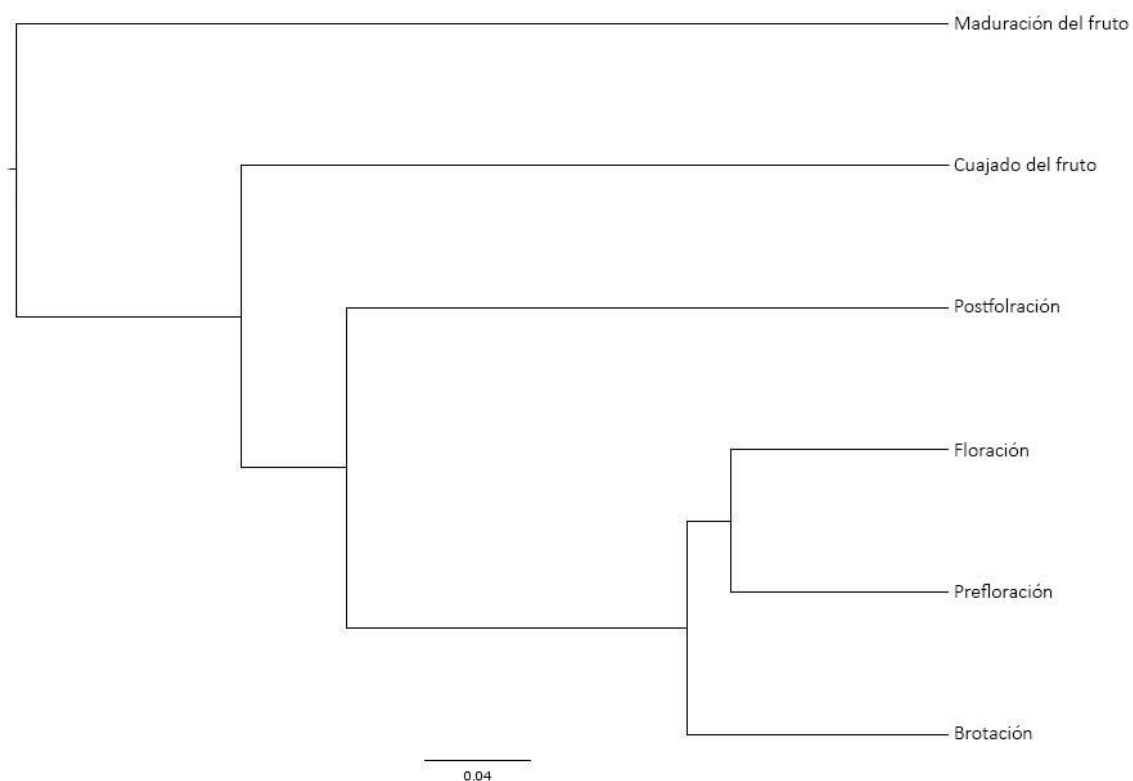 Maduración del fruto
Cuajado del fruto
Postfolración
Floración
Prefloración
Brotación
0.04